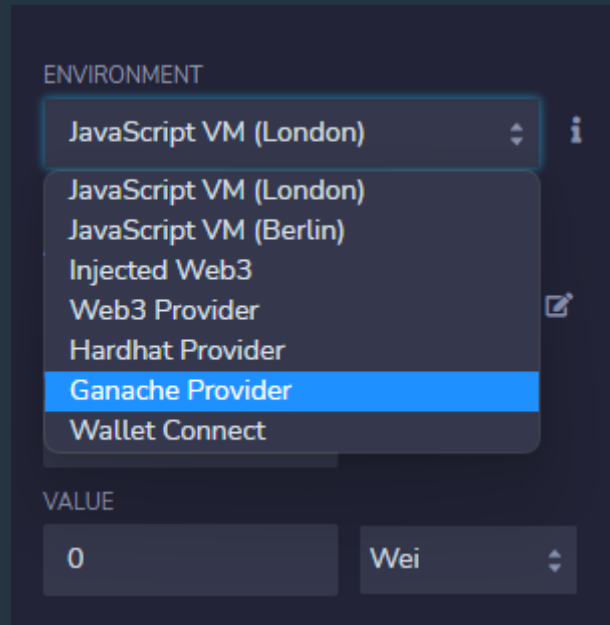 ENVIRONMENT
JavaScript VM (London)
JavaScript VM (London)
JavaScript VM (Berlin)
Injected Web3
Web3 Provider
Hardhat Provider
Ganache Provider
Wallet Connect
VALUE
0 Wei